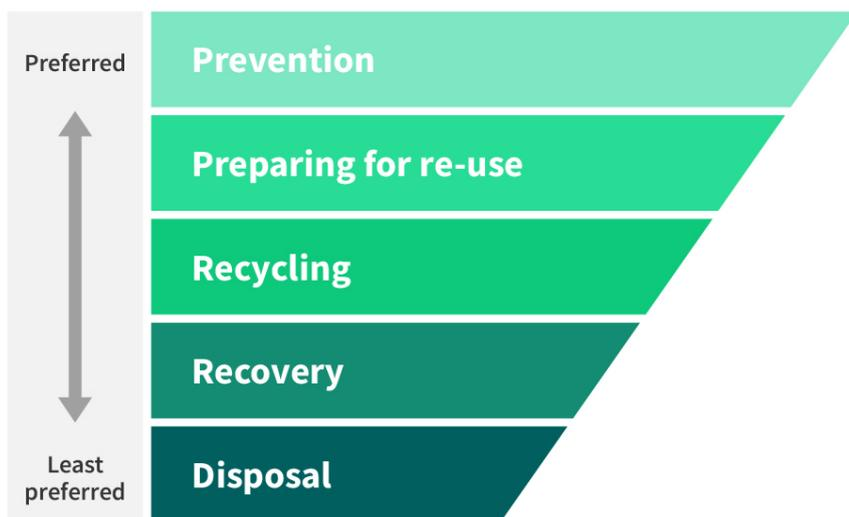 Preferred
Prevention
Preparing for re-use
Recycling
Recovery
Disposal
Least
preferred